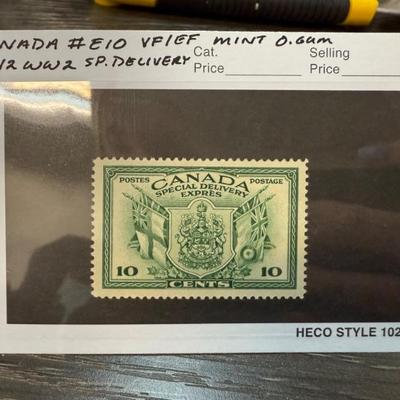 NADA #E10 VF/EF MINT O.GUM Cat. Selling
12 WW2 SP. DELIVERY Price Price
CANADA
POSTES SPECIAL DELIVERY POSTAGE
EXPRÈS
10 10
CENTS
HECO STYLE 102